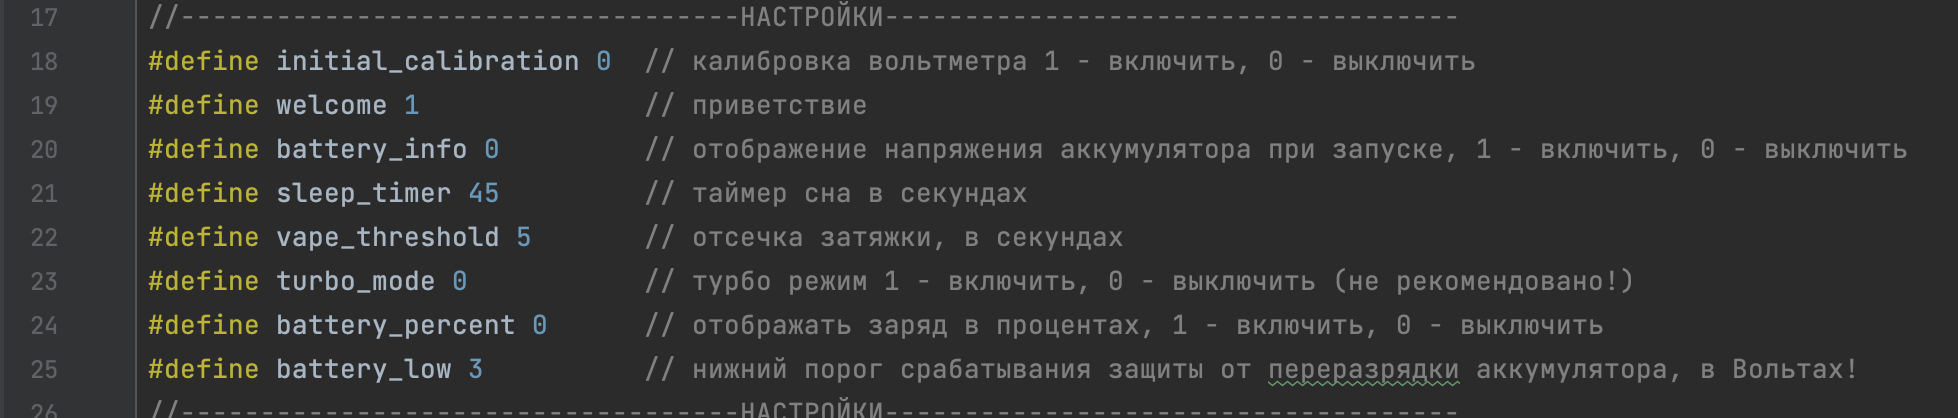 17 //-----------------------------------НАСТРОЙКИ------------------------------------
18 #define initial_calibration 0  // калибровка вольтметра 1 - включить, 0 - выключить
19 #define welcome 1              // приветствие
20 #define battery_info 0         // отображение напряжения аккумулятора при запуске, 1 - включить, 0 - выключить
21 #define sleep_timer 45         // таймер сна в секундах
22 #define vape_threshold 5       // отсечка затяжки, в секундах
23 #define turbo_mode 0           // турбо режим 1 - включить, 0 - выключить (не рекомендовано!)
24 #define battery_percent 0      // отображать заряд в процентах, 1 - включить, 0 - выключить
25 #define battery_low 3          // нижний порог срабатывания защиты от переразрядки аккумулятора, в Вольтах!
26 //-----------------------------------НАСТРОЙКИ------------------------------------